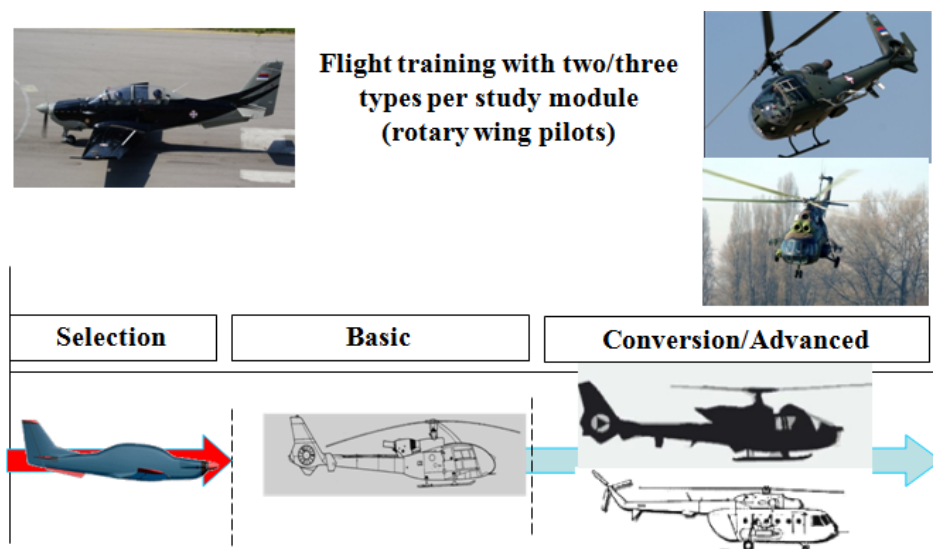 Flight training with two/three
types per study module
(rotary wing pilots)
Selection
Basic
Conversion/Advanced